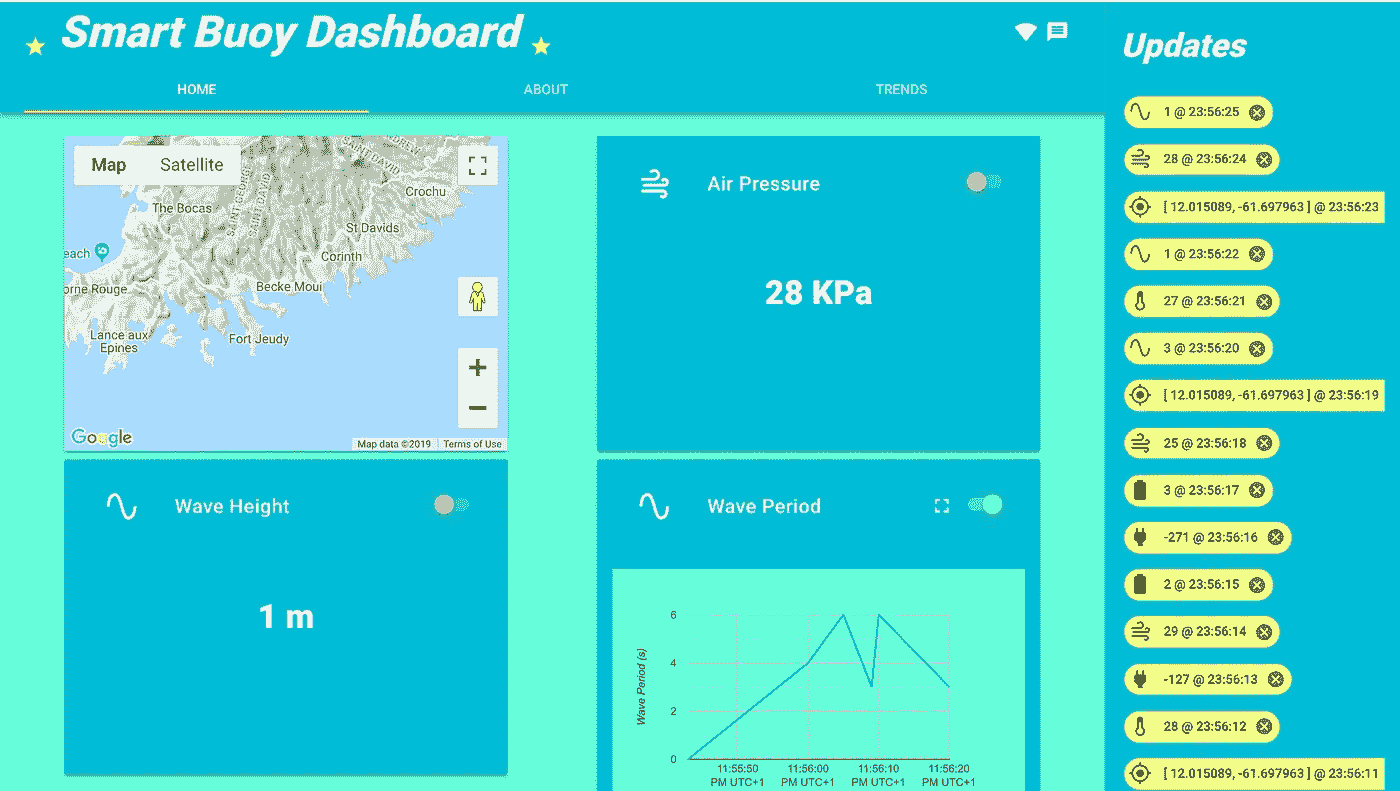 Smart Buoy Dashboard
HOME
ABOUT
TRENDS
Map
Satellite
SAINT GEORGE
SAINT DAVID
SAINT DAVID
ANDREW
Crochu
The Bocas
St Davids
each
Corinth
orne Rouge
Becke Moui
Lance aux
Epines
Fort Jeudy
+
−
Google
Map data ©2019
Terms of Use
Air Pressure
28 KPa
Wave Height
1 m
Wave Period
Wave Period (s)
6
4
2
0
11:55:50
PM UTC+1
11:56:00
PM UTC+1
11:56:10
PM UTC+1
11:56:20
PM UTC+1
Updates
1 @ 23:56:25
28 @ 23:56:24
[ 12.015089, -61.697963 ] @ 23:56:23
1 @ 23:56:22
27 @ 23:56:21
3 @ 23:56:20
[ 12.015089, -61.697963 ] @ 23:56:19
25 @ 23:56:18
3 @ 23:56:17
-271 @ 23:56:16
2 @ 23:56:15
29 @ 23:56:14
-127 @ 23:56:13
28 @ 23:56:12
[ 12.015089, -61.697963 ] @ 23:56:11